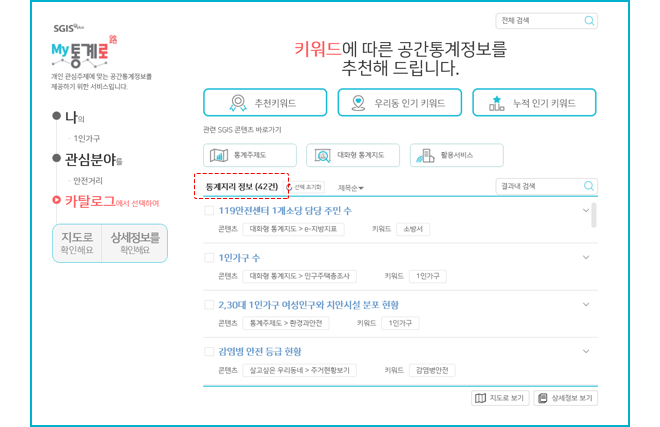 SGIS plus
My통계로
路
개인 관심주제에 맞는 공간통계정보를
제공하기 위한 서비스입니다.
나의
1인가구
관심분야를
안전거리
카탈로그에서 선택하여
지도로
확인해요
상세정보를
확인해요
전체 검색
키워드에 따른 공간통계정보를
추천해 드립니다.
추천키워드
우리동 인기 키워드
누적 인기 키워드
관련 SGIS 콘텐츠 바로가기
통계주제도
대화형 통계지도
활용서비스
통계지리 정보 (42건)
선택 초기화
제목순
결과내 검색
119안전센터 1개소당 담당 주민 수
콘텐츠 대화형 통계지도 > e-지방지표 키워드 소방서
1인가구 수
콘텐츠 대화형 통계지도 > 인구주택총조사 키워드 1인가구
2,30대 1인가구 여성인구와 치안시설 분포 현황
콘텐츠 통계주제도 > 환경과안전 키워드 1인가구
감염병 안전 등급 현황
콘텐츠 살고싶은 우리동네 > 주거현황보기 키워드 감염병안전
지도로 보기
상세정보 보기